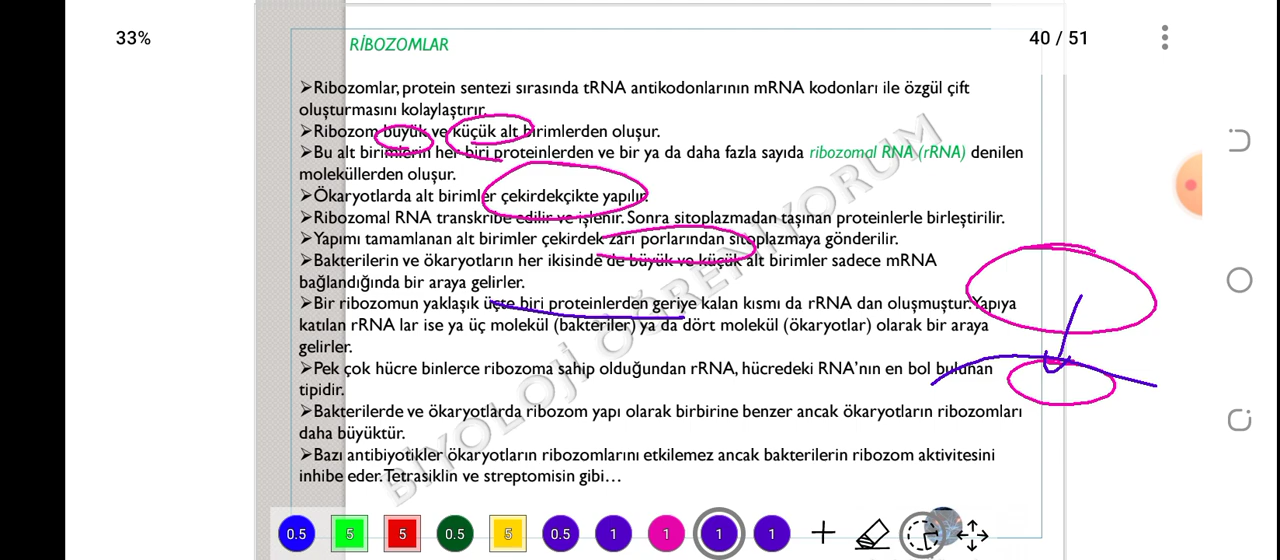 33%
40 / 51
RİBOZOMLAR
➤Ribozomlar, protein sentezi sırasında tRNA antikodonlarının mRNA kodonları ile özgül çift
oluşturmasını kolaylaştırır.
➤Ribozom büyük ve küçük alt birimlerden oluşur.
➤Bu alt birimlerin her biri proteinlerden ve bir ya da daha fazla sayıda ribozomal RNA (rRNA) denilen
moleküllerden oluşur.
➤Ökaryotlarda alt birimler çekirdekçikte yapılır.
➤Ribozomal RNA transkribe edilir ve işlenir. Sonra sitoplazmadan taşınan proteinlerle birleştirilir.
➤Yapımı tamamlanan alt birimler çekirdek zarı porlarından sitoplazmaya gönderilir.
➤Bakterilerin ve ökaryotların her ikisinde de büyük ve küçük alt birimler sadece mRNA
bağlandığında bir araya gelirler.
➤Bir ribozomun yaklaşık üçte biri proteinlerden geriye kalan kısmı da rRNA dan oluşmuştur. Yapıya
katılan rRNA lar ise ya üç molekül (bakteriler) ya da dört molekül (ökaryotlar) olarak bir araya
gelirler.
➤Pek çok hücre binlerce ribozoma sahip olduğundan rRNA, hücredeki RNA'nın en bol bulunan
tipidir.
➤Bakterilerde ve ökaryotlarda ribozom yapı olarak birbirine benzer ancak ökaryotların ribozomları
daha büyüktür.
➤Bazı antibiyotikler ökaryotların ribozomlarını etkilemez ancak bakterilerin ribozom aktivitesini
inhibe eder. Tetrasiklin ve streptomisin gibi…
BİYOLOJİ ÖĞRENİYORUM
0.5 5 5 0.5 5 0.5 1 1 1 1